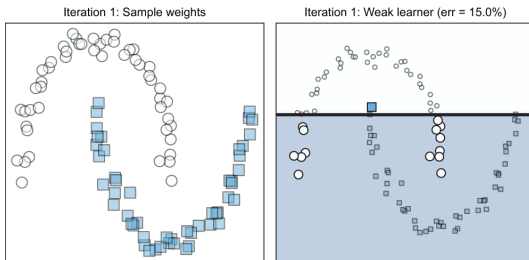 Iteration 1: Sample weights
Iteration 1: Weak learner (err = 15.0%)